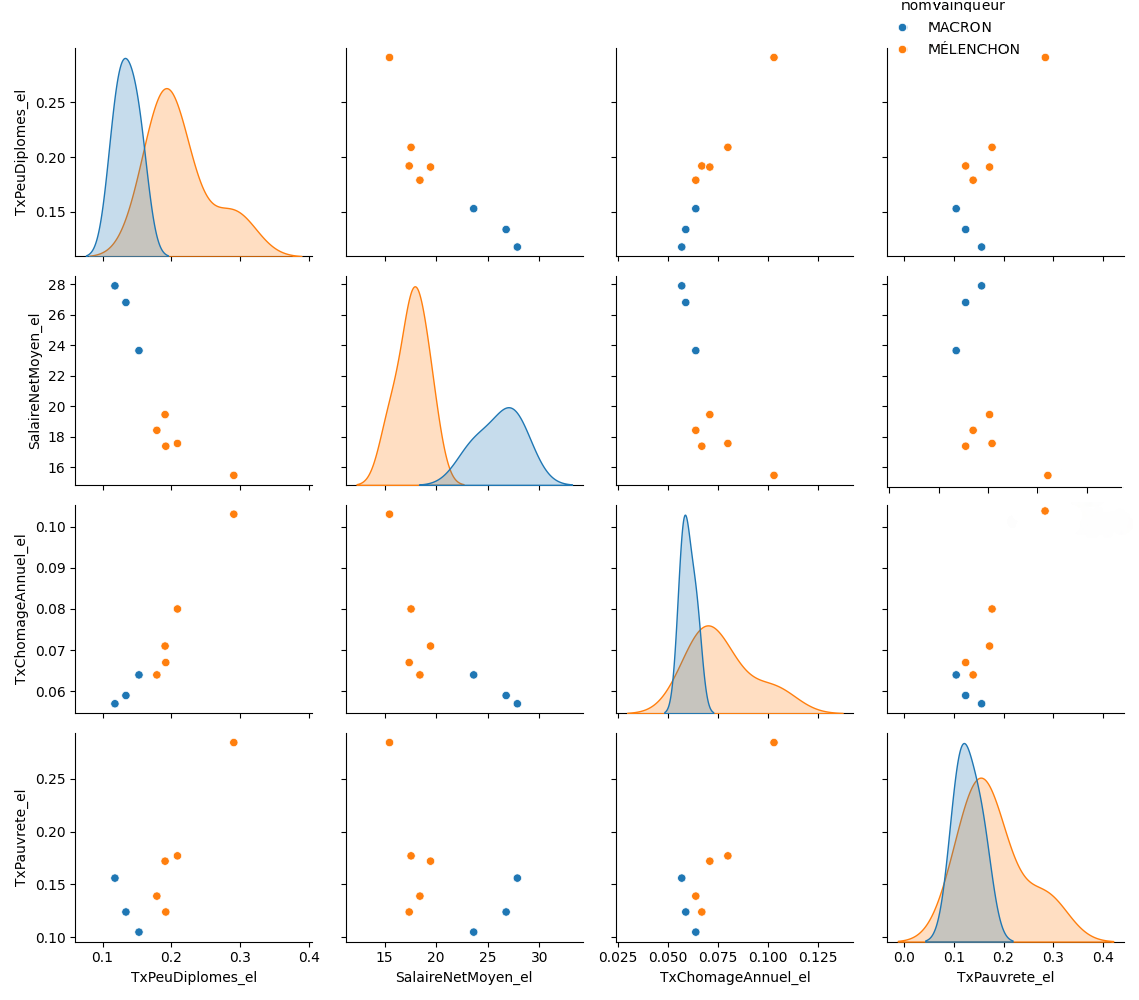 nomvainqueur
MACRON
MÉLENCHON
TxPeuDiplomes_el
0.25
0.20
0.15
0.1 0.2 0.3 0.4
15 20 25 30
0.025 0.050 0.075 0.100 0.125
0.0 0.1 0.2 0.3 0.4
SalaireNetMoyen_el
28
26
24
22
20
18
16
TxChomageAnnuel_el
0.10
0.09
0.08
0.07
0.06
TxPauvrete_el
0.25
0.20
0.15
0.10
TxPeuDiplomes_el
SalaireNetMoyen_el
TxChomageAnnuel_el
TxPauvrete_el